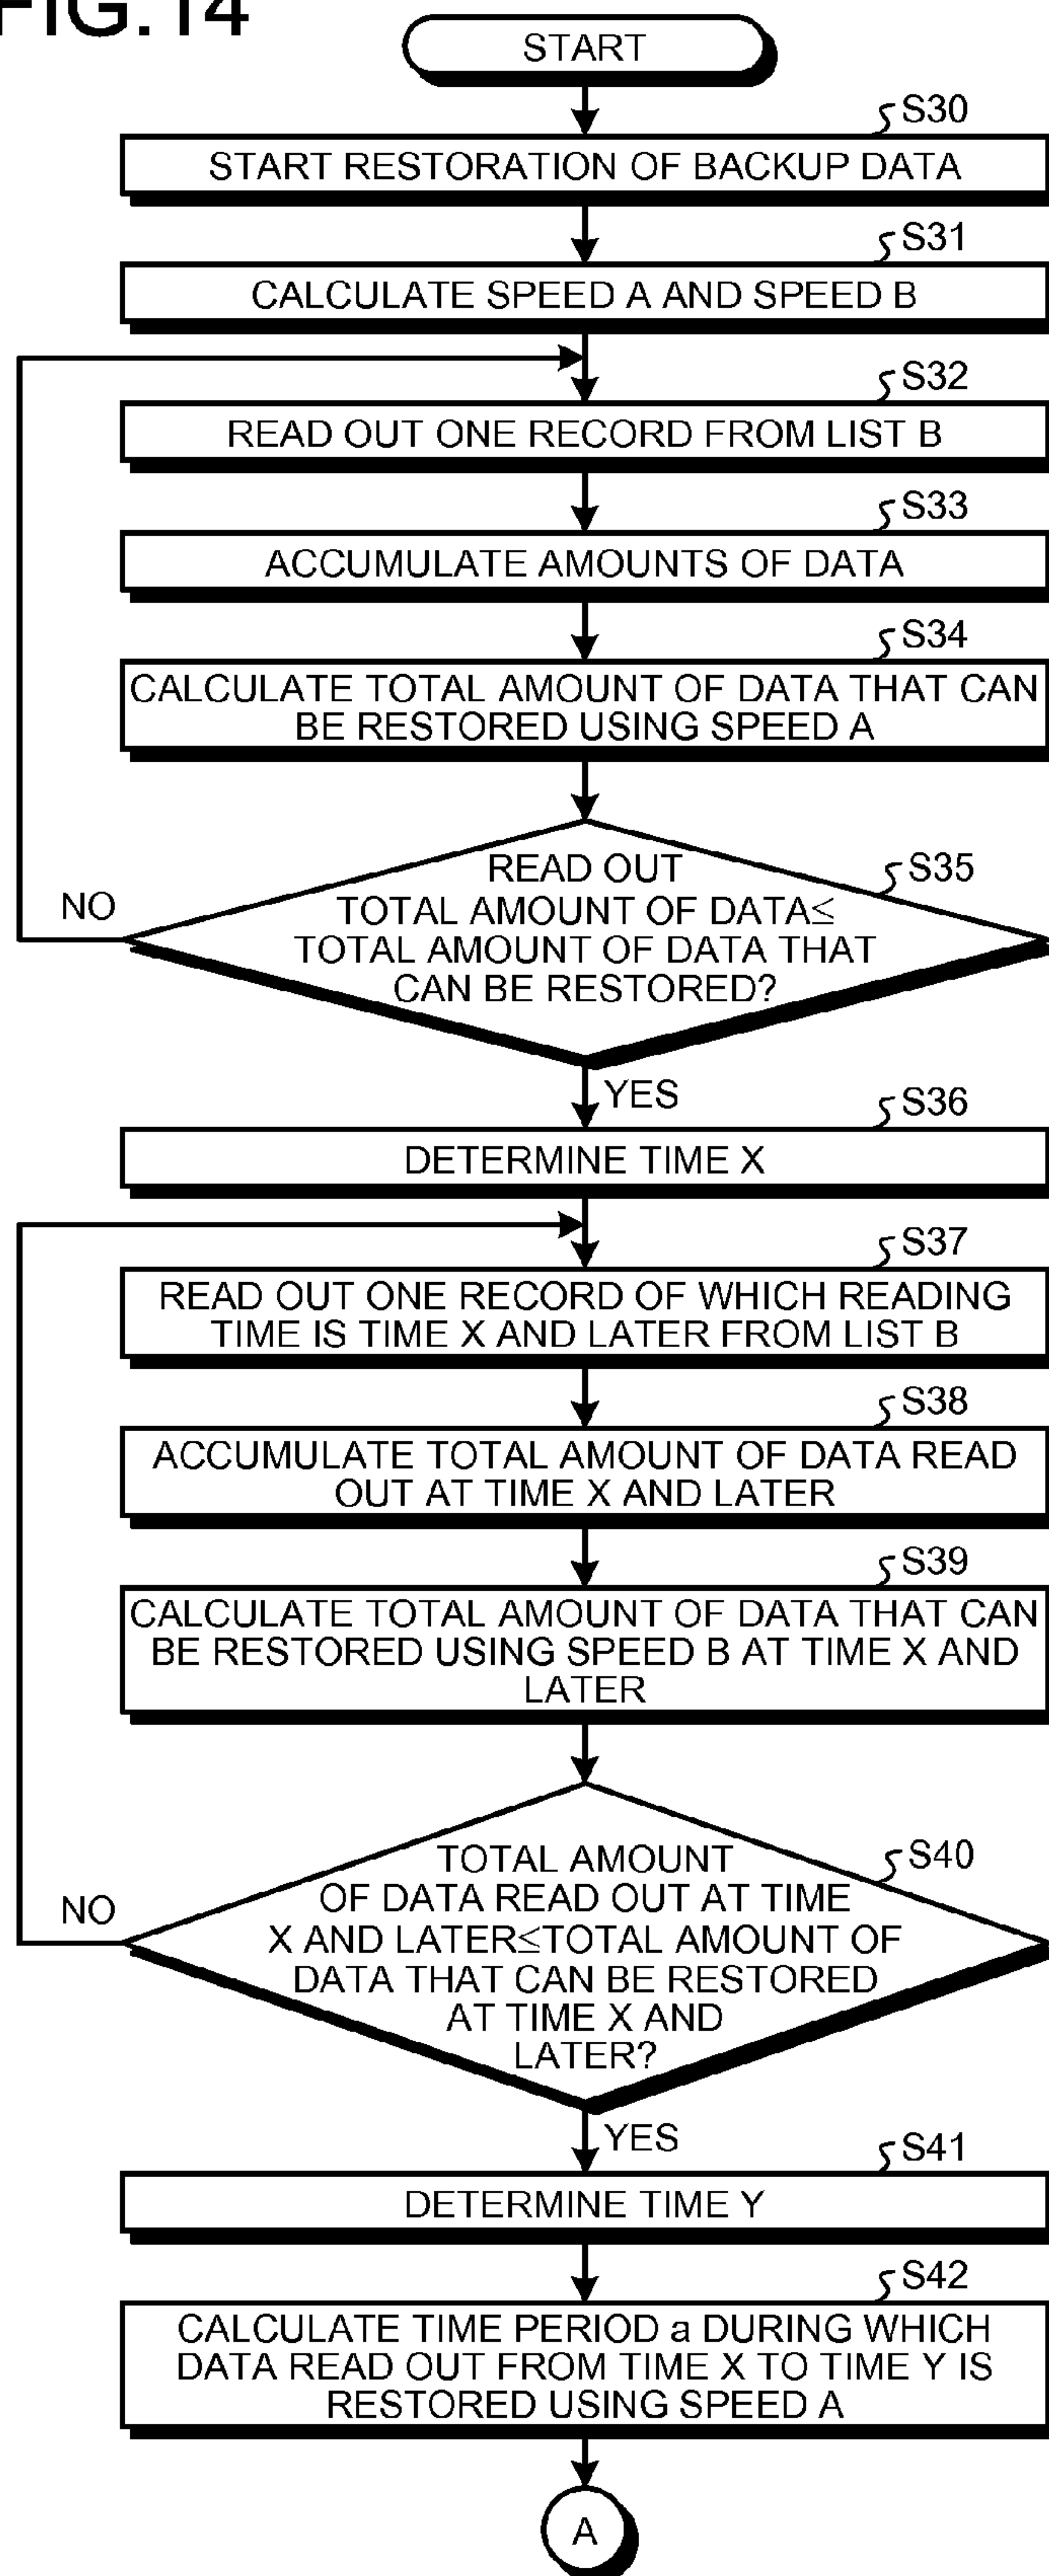 FIG.14
START
S30
START RESTORATION OF BACKUP DATA
S31
CALCULATE SPEED A AND SPEED B
S32
READ OUT ONE RECORD FROM LIST B
S33
ACCUMULATE AMOUNTS OF DATA
S34
CALCULATE TOTAL AMOUNT OF DATA THAT CAN
BE RESTORED USING SPEED A
S35
READ OUT
TOTAL AMOUNT OF DATA≤
TOTAL AMOUNT OF DATA THAT
CAN BE RESTORED?
NO
YES
S36
DETERMINE TIME X
S37
READ OUT ONE RECORD OF WHICH READING
TIME IS TIME X AND LATER FROM LIST B
S38
ACCUMULATE TOTAL AMOUNT OF DATA READ
OUT AT TIME X AND LATER
S39
CALCULATE TOTAL AMOUNT OF DATA THAT CAN
BE RESTORED USING SPEED B AT TIME X AND
LATER
S40
TOTAL AMOUNT
OF DATA READ OUT AT TIME
X AND LATER≤TOTAL AMOUNT OF
DATA THAT CAN BE RESTORED
AT TIME X AND
LATER?
NO
YES
S41
DETERMINE TIME Y
S42
CALCULATE TIME PERIOD a DURING WHICH
DATA READ OUT FROM TIME X TO TIME Y IS
RESTORED USING SPEED A
A